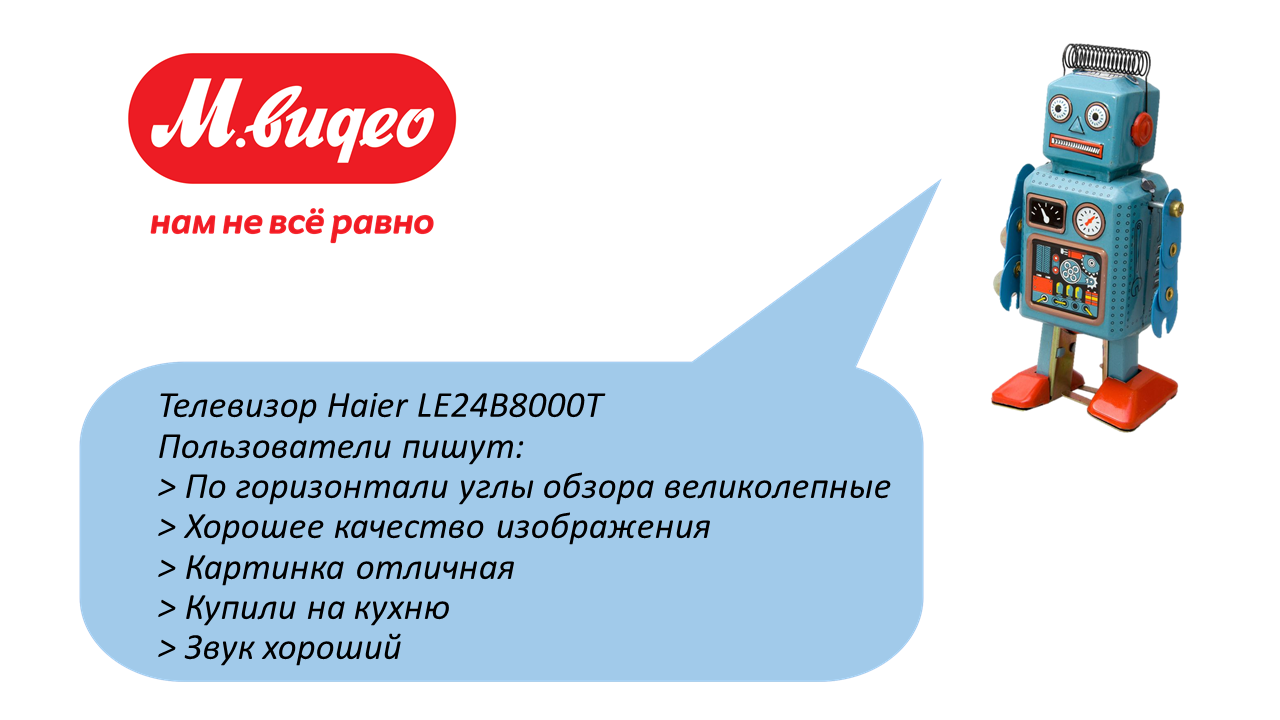 М.видео
нам не всё равно
Телевизор Haier LE24B8000T
Пользователи пишут:
> По горизонтали углы обзора великолепные
> Хорошее качество изображения
> Картинка отличная
> Купили на кухню
> Звук хороший